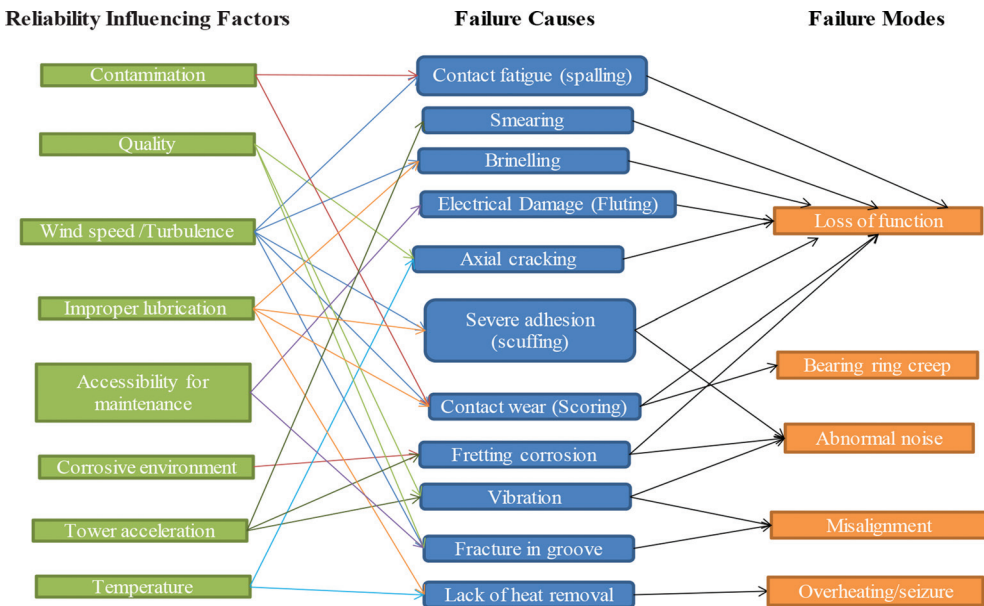 Reliability Influencing Factors
Failure Causes
Failure Modes
Contamination
Quality
Wind speed /Turbulence
Improper lubrication
Accessibility for
maintenance
Corrosive environment
Tower acceleration
Temperature
Contact fatigue (spalling)
Smearing
Brinelling
Electrical Damage (Fluting)
Axial cracking
Severe adhesion
(scuffing)
Contact wear (Scoring)
Fretting corrosion
Vibration
Fracture in groove
Lack of heat removal
Loss of function
Bearing ring creep
Abnormal noise
Misalignment
Overheating/seizure